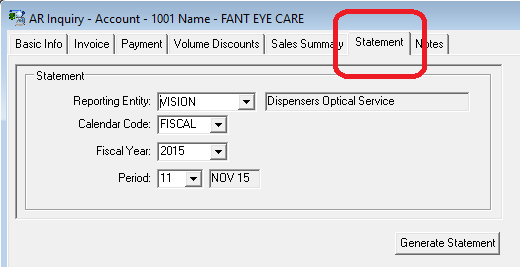 AR Inquiry - Account - 1001 Name - FANT EYE CARE
Basic Info Invoice Payment Volume Discounts Sales Summary Statement Notes
Statement
Reporting Entity: VISION Dispensers Optical Service
Calendar Code: FISCAL
Fiscal Year: 2015
Period: 11 NOV 15
Generate Statement